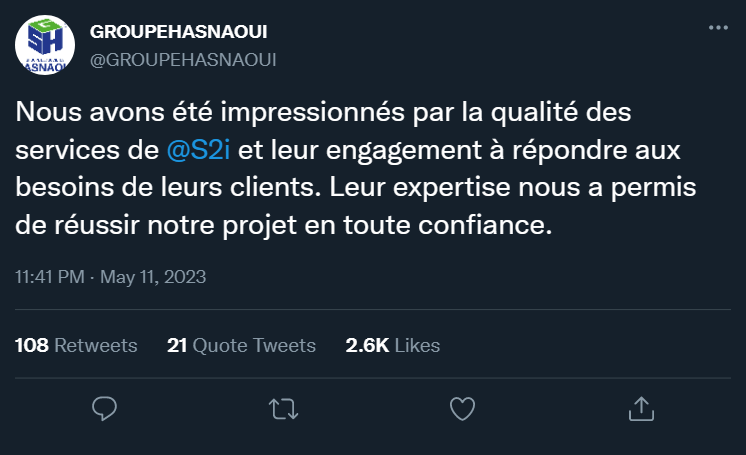 GROUPEHASNAOUI
@GROUPEHASNAOUI
GSH
HASNAOUI
Nous avons été impressionnés par la qualité des
services de @S2i et leur engagement à répondre aux
besoins de leurs clients. Leur expertise nous a permis
de réussir notre projet en toute confiance.
11:41 PM · May 11, 2023
108 Retweets 21 Quote Tweets 2.6K Likes